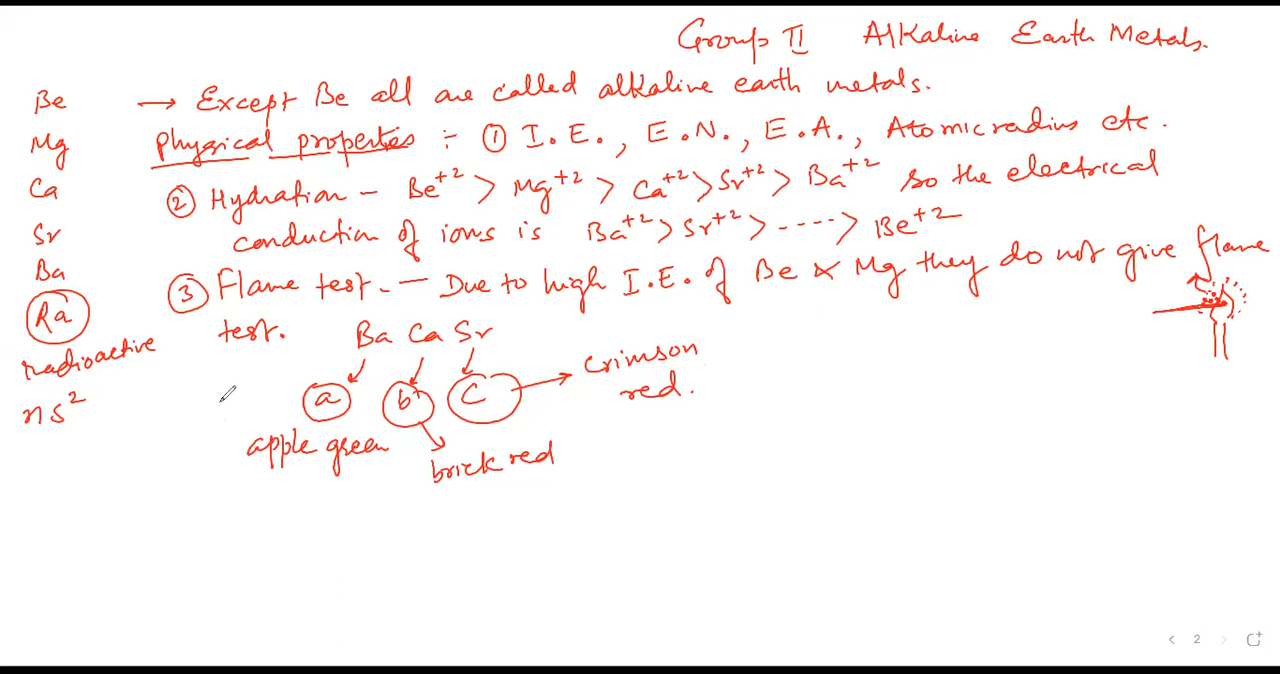 Group II Alkaline Earth Metals.
Be
Mg
Ca
Sr
Ba
Ra
radioactive
ns²
→ Except Be all are called alkaline earth metals.
Physical properties :- ① I.E., E.N., E.A., Atomic radius etc.
② Hydration - Be⁺² > Mg⁺² > Ca⁺² > Sr⁺² > Ba⁺² so the electrical
conduction of ions is Ba⁺² > Sr⁺² > ----> Be⁺²
③ Flame test. - Due to high I.E. of Be & Mg they do not give flame
test. Ba Ca Sr
a b C → crimson
red.
apple green
brick red
2